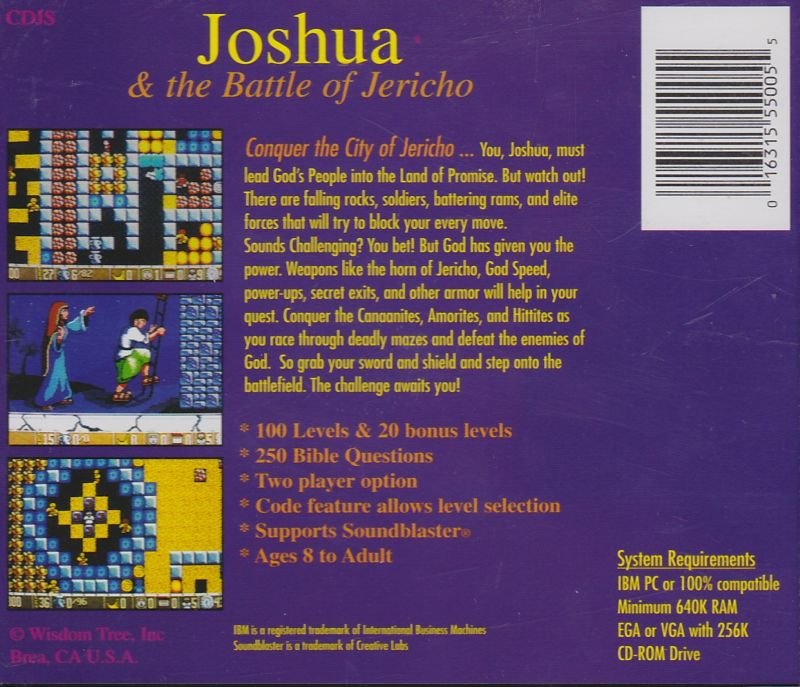 CDJS
Joshua
& the Battle of Jericho
5
0 16315 55005
Conquer the City of Jericho ... You, Joshua, must
lead God's People into the Land of Promise. But watch out!
There are falling rocks, soldiers, battering rams, and elite
forces that will try to block your every move.
Sounds Challenging? You bet! But God has given you the
power. Weapons like the horn of Jericho, God Speed,
power-ups, secret exits, and other armor will help in your
quest. Conquer the Canaanites, Amorites, and Hittites as
you race through deadly mazes and defeat the enemies of
God. So grab your sword and shield and step onto the
battlefield. The challenge awaits you!
* 100 Levels & 20 bonus levels
* 250 Bible Questions
* Two player option
* Code feature allows level selection
* Supports Soundblaster®
* Ages 8 to Adult
System Requirements
IBM PC or 100% compatible
Minimum 640K RAM
EGA or VGA with 256K
CD-ROM Drive
© Wisdom Tree, Inc
Brea, CA U.S.A.
IBM is a registered trademark of International Business Machines
Soundblaster is a trademark of Creative Labs